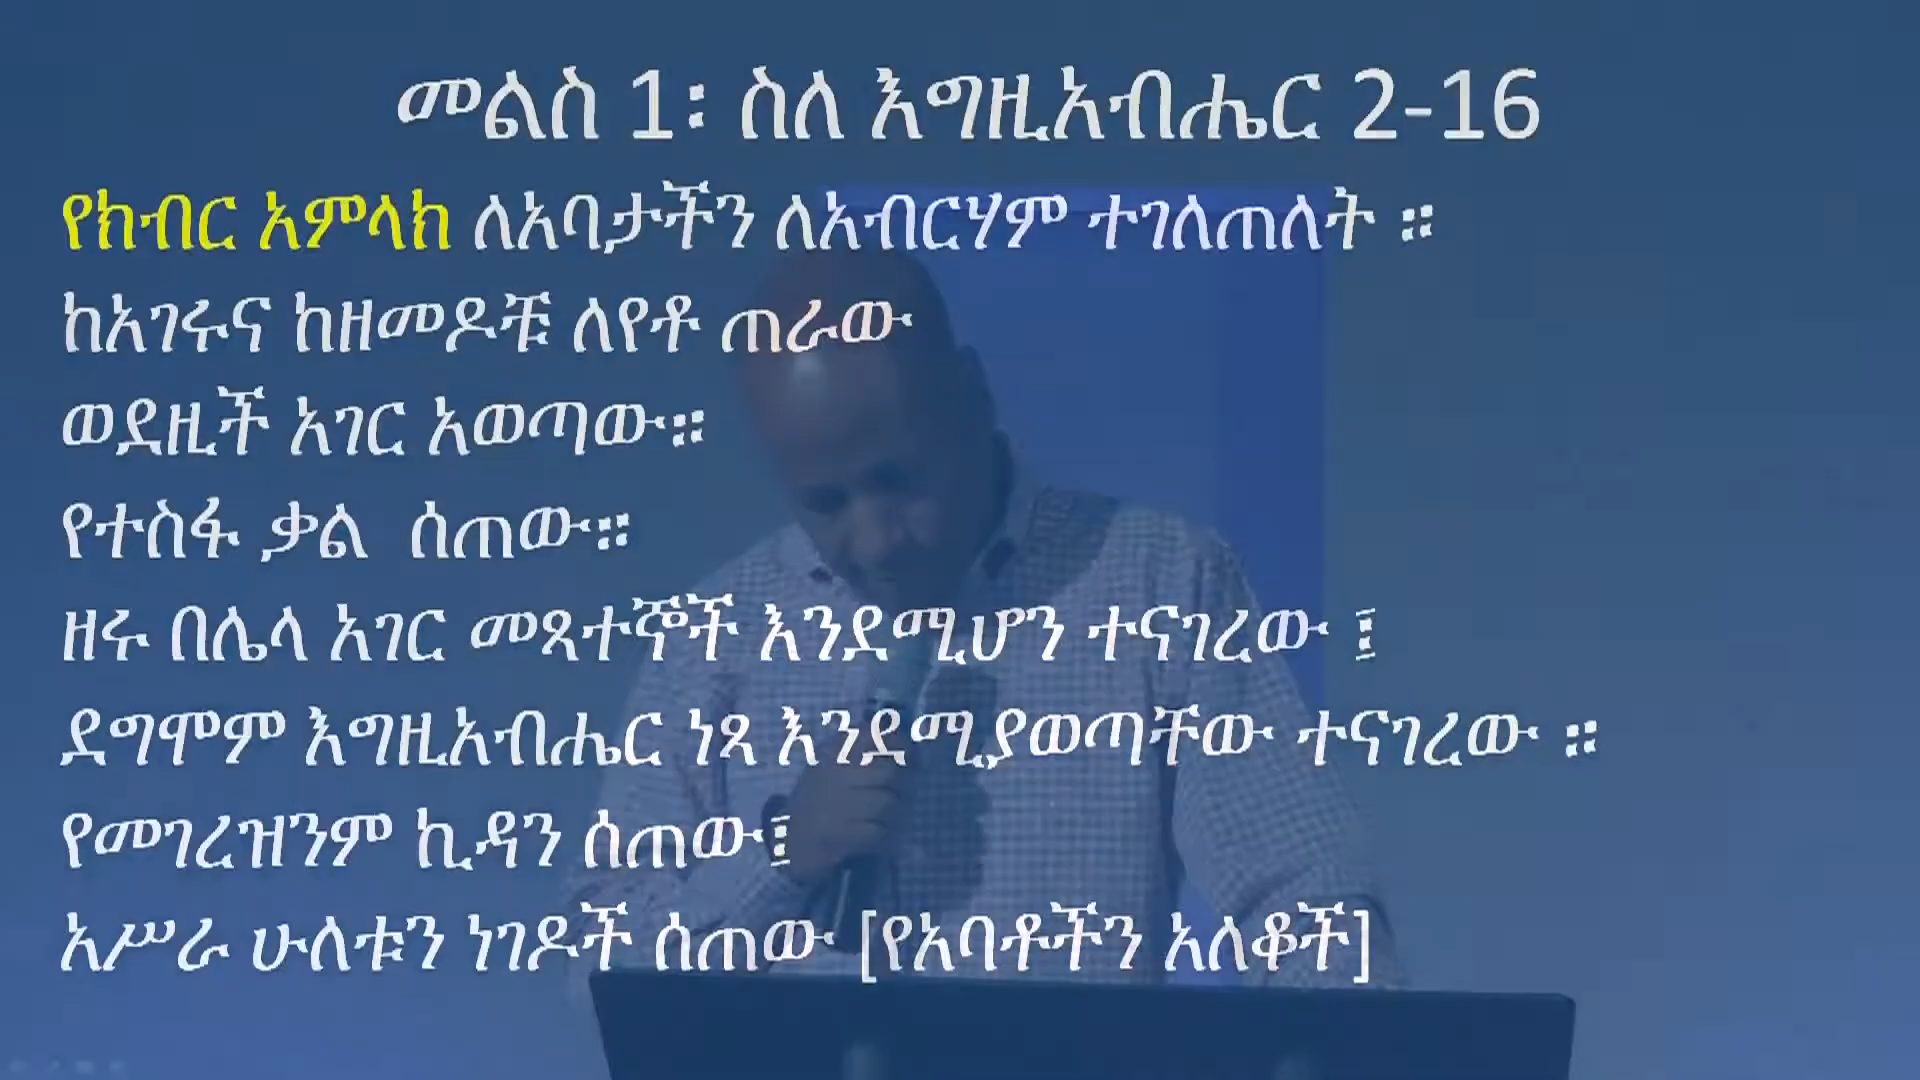 መልስ 1፡ ስለ እግዚአብሔር 2-16
የክብር አምላክ ለአባታችን ለአብርሃም ተገለጠለት ።
ከአገሩና ከዘመዶቹ ለየቶ ጠራው
ወደዚች አገር አወጣው።
የተስፋ ቃል ሰጠው።
ዘሩ በሌላ አገር መጻተኞች እንደሚሆን ተናገረው ፤
ደግሞም እግዚአብሔር ነጻ እንደሚያወጣቸው ተናገረው ።
የመገረዝንም ኪዳን ሰጠው፤
አሥራ ሁለቱን ነገዶች ሰጠው [የአባቶችን አለቆች]